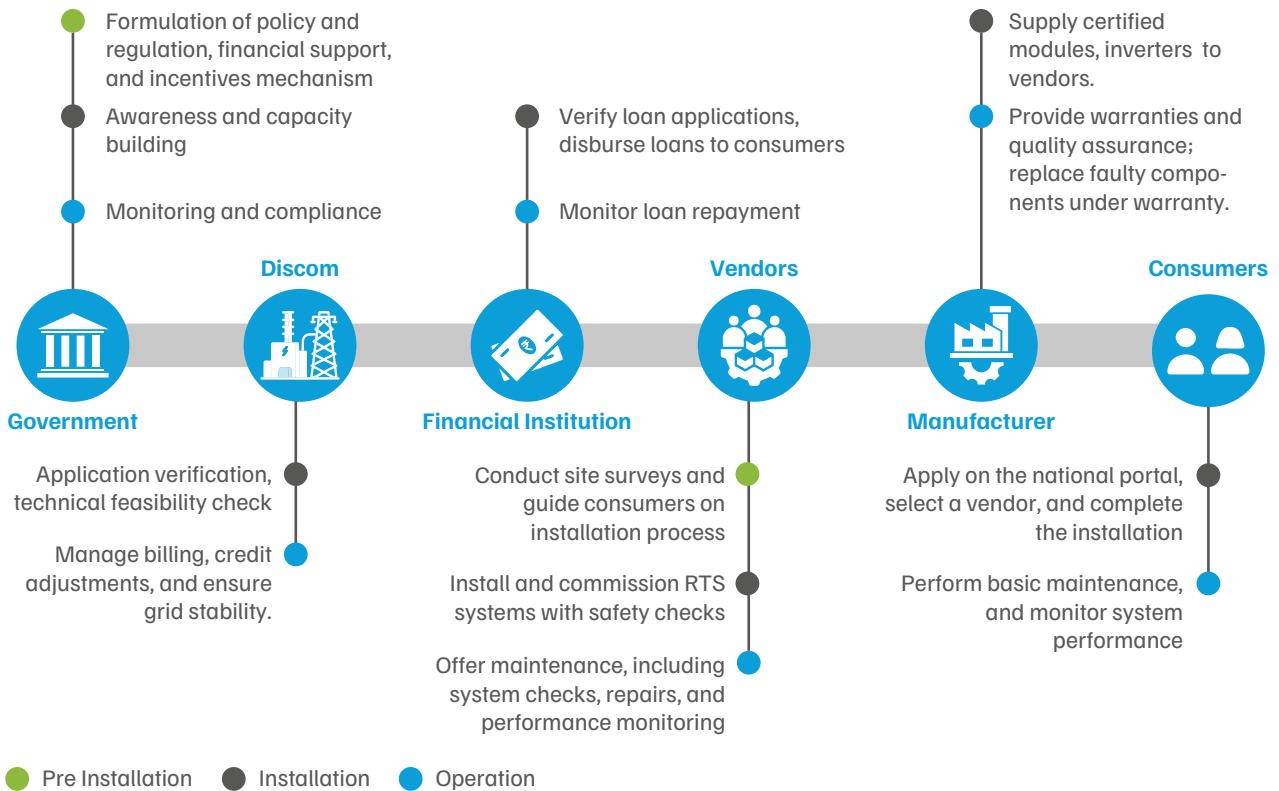 Formulation of policy and
regulation, financial support,
and incentives mechanism
Awareness and capacity
building
Monitoring and compliance
Verify loan applications,
disburse loans to consumers
Monitor loan repayment
Supply certified
modules, inverters to
vendors.
Provide warranties and
quality assurance;
replace faulty compo-
nents under warranty.
Discom
Vendors
Consumers
Government
Financial Institution
Manufacturer
Application verification,
technical feasibility check
Manage billing, credit
adjustments, and ensure
grid stability.
Conduct site surveys and
guide consumers on
installation process
Install and commission RTS
systems with safety checks
Offer maintenance, including
system checks, repairs, and
performance monitoring
Apply on the national portal,
select a vendor, and complete
the installation
Perform basic maintenance,
and monitor system
performance
Pre Installation
Installation
Operation